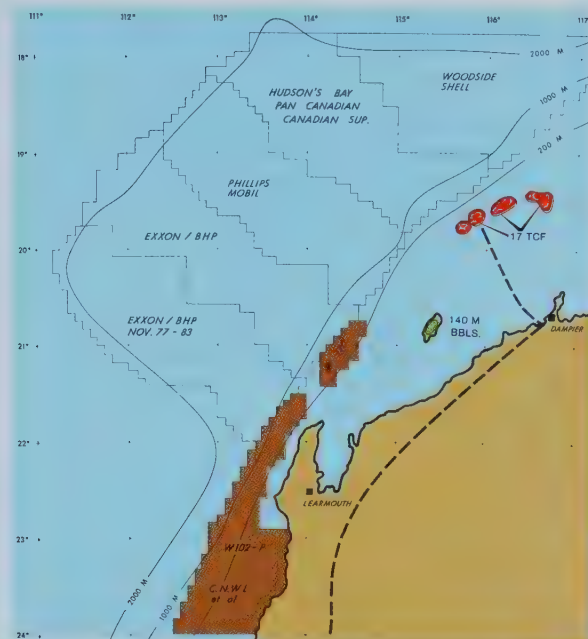 111°
112°
113°
114°
115°
116°
117
18°
2000 M
WOODSIDE
SHELL
HUDSON'S BAY
PAN CANADIAN
CANADIAN SUP.
1000 M
200 M
19°
PHILLIPS
MOBIL
17 TCF
20°
EXXON / BHP
EXXON / BHP
NOV. 77 - 83
140 M
BBLS.
DAMPIER
21°
22°
LEARMOUTH
23°
W102-P
C.N.W.L
et al
2000 M
1000 M
24°